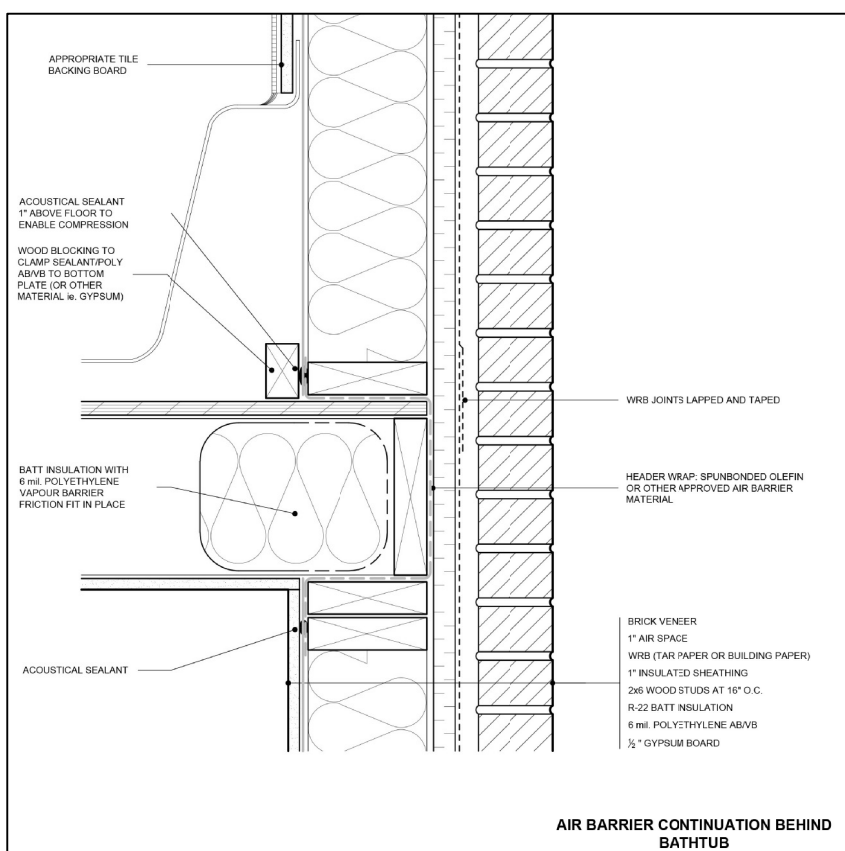 APPROPRIATE TILE
BACKING BOARD
ACOUSTICAL SEALANT
1" ABOVE FLOOR TO
ENABLE COMPRESSION
WOOD BLOCKING TO
CLAMP SEALANT/POLY
AB/VB TO BOTTOM
PLATE (OR OTHER
MATERIAL ie. GYPSUM)
WRB JOINTS LAPPED AND TAPED
BATT INSULATION WITH
6 mil. POLYETHYLENE
VAPOUR BARRIER
FRICTION FIT IN PLACE
HEADER WRAP: SPUNBONDED OLEFIN
OR OTHER APPROVED AIR BARRIER
MATERIAL
ACOUSTICAL SEALANT
BRICK VENEER
1" AIR SPACE
WRB (TAR PAPER OR BUILDING PAPER)
1" INSULATED SHEATHING
2x6 WOOD STUDS AT 16" O.C.
R-22 BATT INSULATION
6 mil. POLYETHYLENE AB/VB
½ " GYPSUM BOARD
AIR BARRIER CONTINUATION BEHIND
BATHTUB